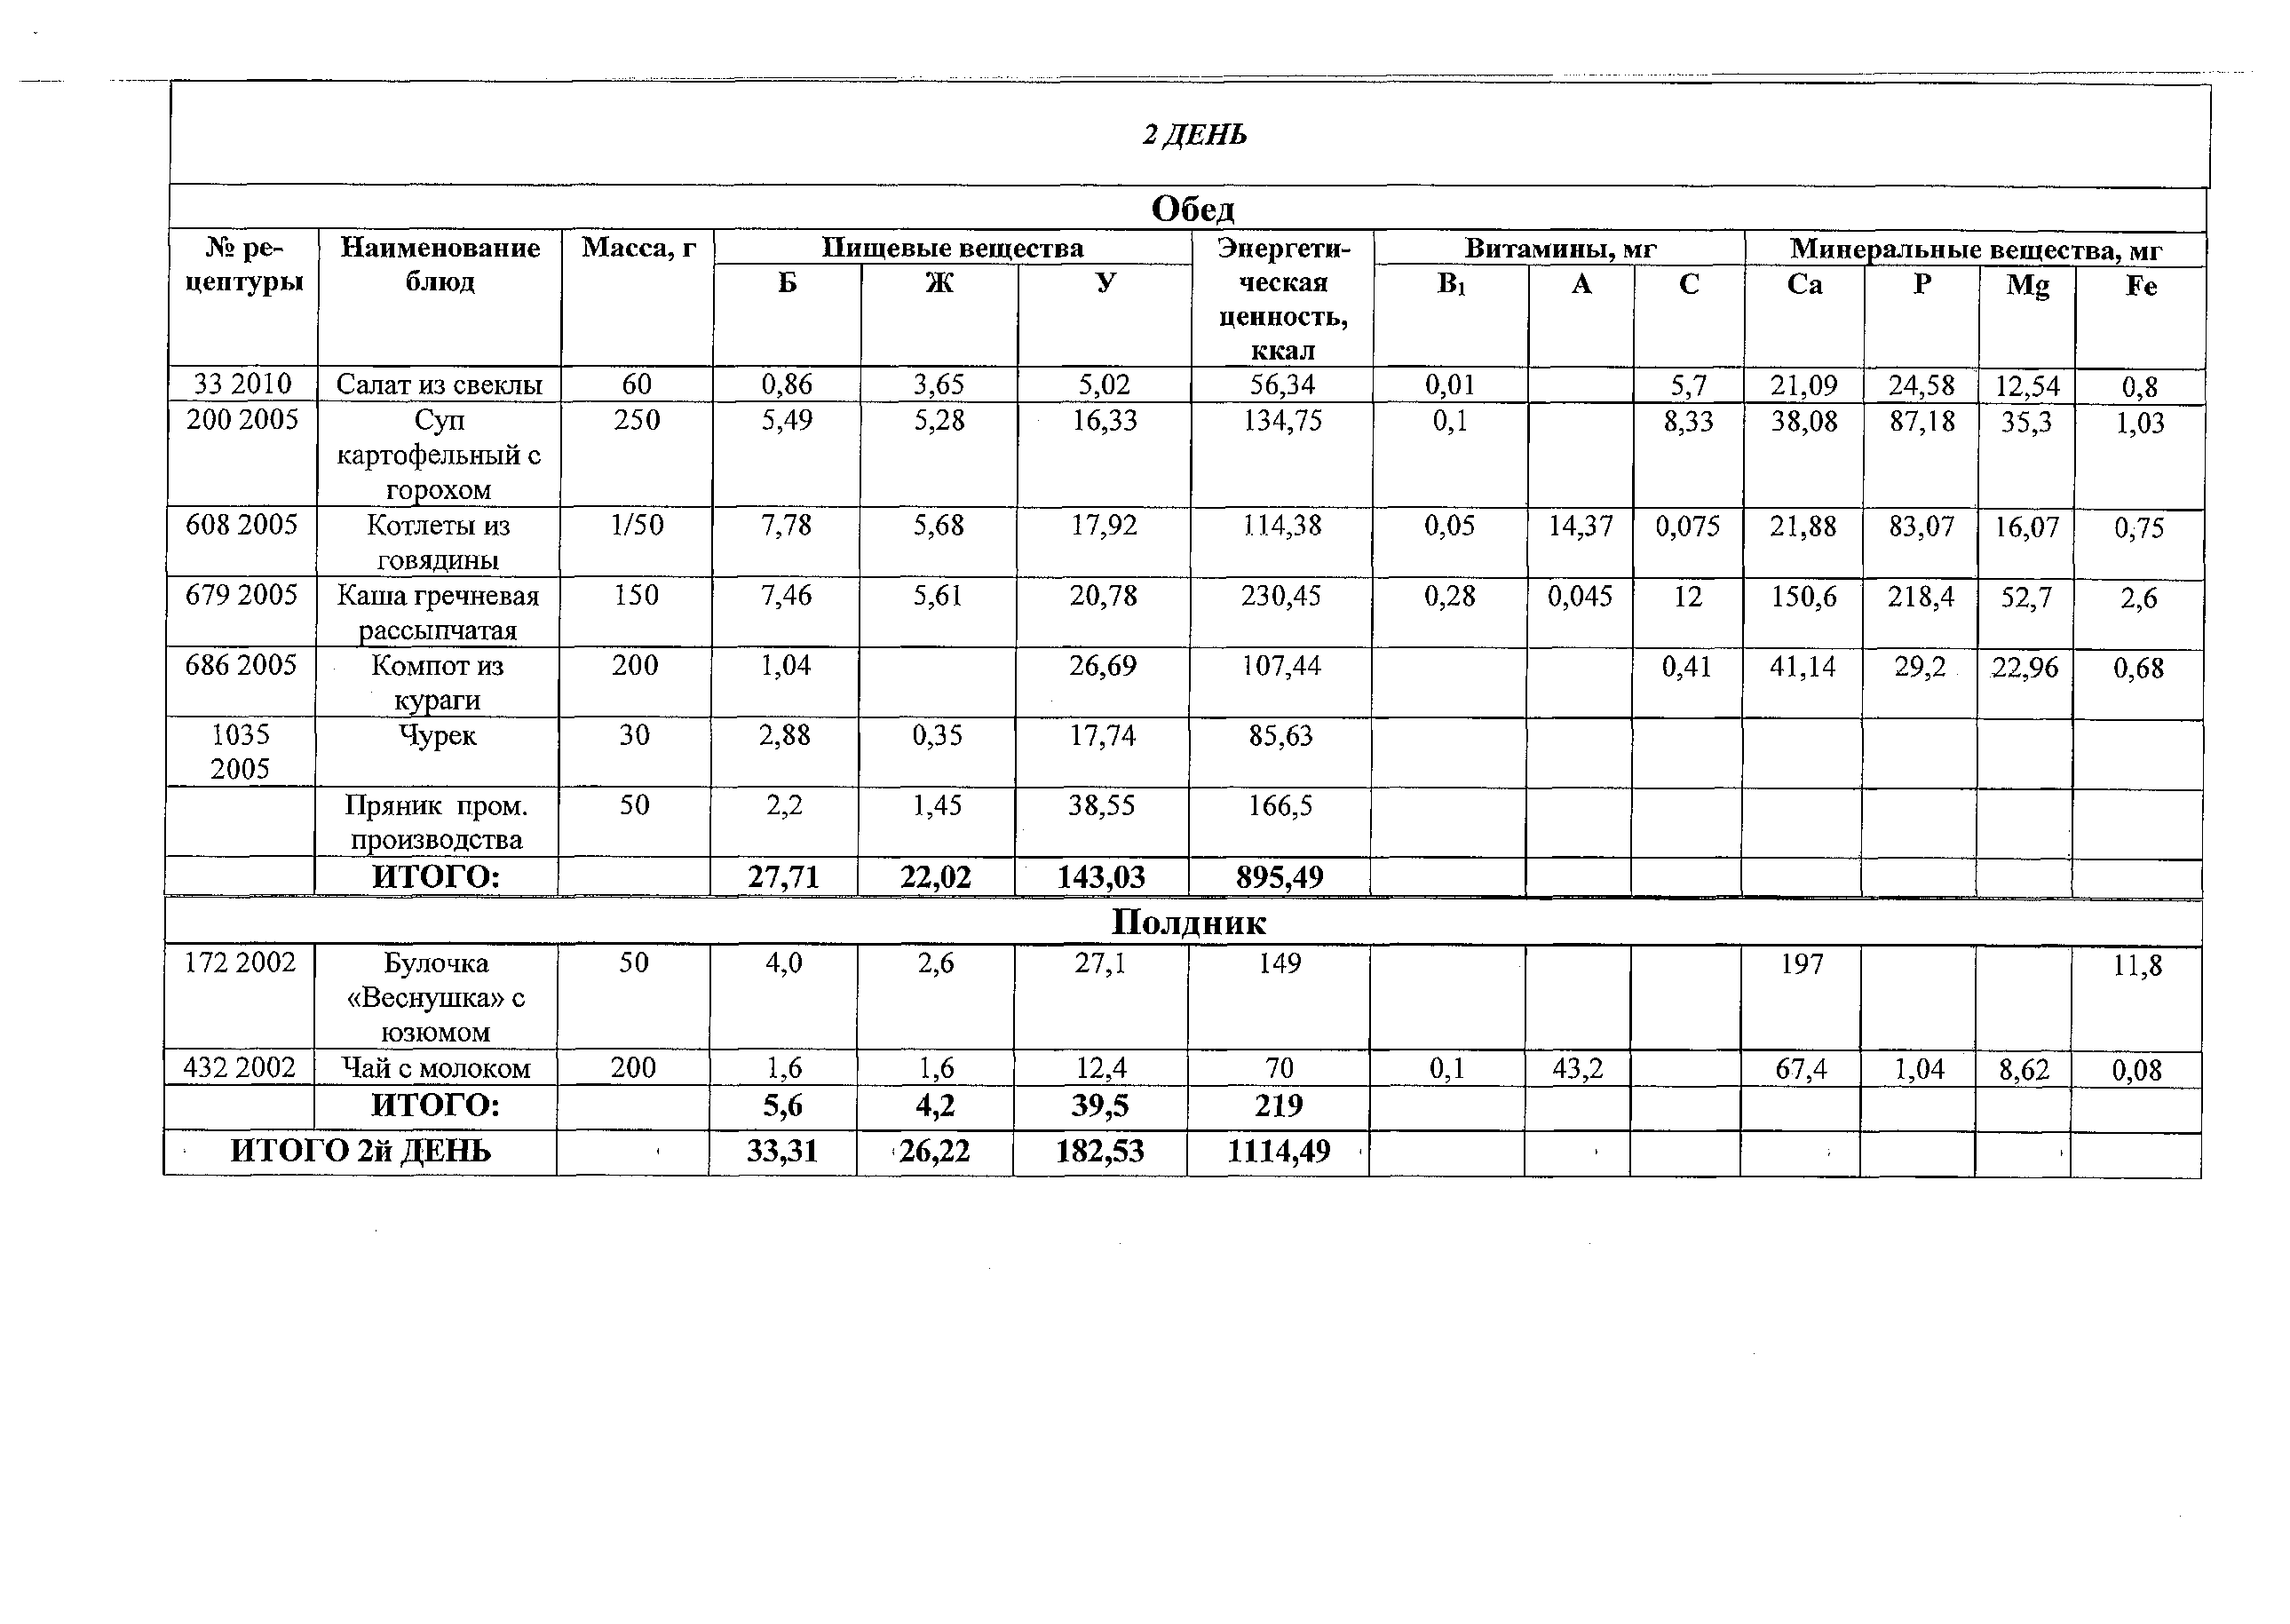 2 ДЕНЬ
Обед
№ ре-
цептуры
Наименование
блюд
Масса, г
Пищевые вещества
Б Ж У
Энергети-
ческая
ценность,
ккал
Витамины, мг
B₁ A C
Минеральные вещества, мг
Ca P Mg Fe
33 2010 Салат из свеклы 60 0,86 3,65 5,02 56,34 0,01 5,7 21,09 24,58 12,54 0,8
200 2005 Суп 250 5,49 5,28 16,33 134,75 0,1 8,33 38,08 87,18 35,3 1,03
картофельный с
горохом
608 2005 Котлеты из 1/50 7,78 5,68 17,92 114,38 0,05 14,37 0,075 21,88 83,07 16,07 0,75
говядины
679 2005 Каша гречневая 150 7,46 5,61 20,78 230,45 0,28 0,045 12 150,6 218,4 52,7 2,6
рассыпчатая
686 2005 Компот из 200 1,04 26,69 107,44 0,41 41,14 29,2 22,96 0,68
кураги
1035 Чурек 30 2,88 0,35 17,74 85,63
2005
Пряник пром. 50 2,2 1,45 38,55 166,5
производства
ИТОГО: 27,71 22,02 143,03 895,49
Полдник
172 2002 Булочка 50 4,0 2,6 27,1 149 197 11,8
«Веснушка» с
юзюмом
432 2002 Чай с молоком 200 1,6 1,6 12,4 70 0,1 43,2 67,4 1,04 8,62 0,08
ИТОГО: 5,6 4,2 39,5 219
ИТОГО 2й ДЕНЬ 33,31 26,22 182,53 1114,49